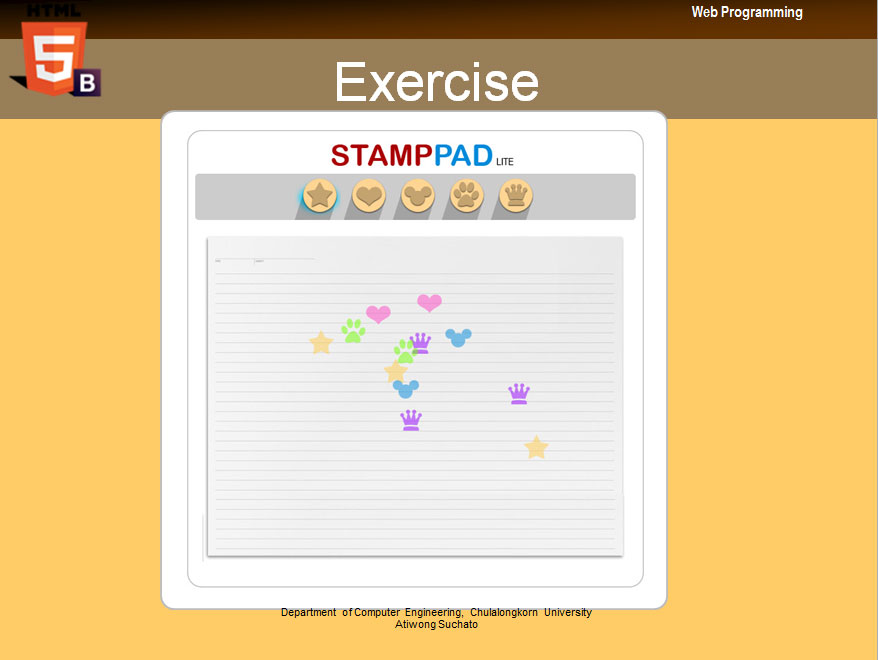 HTML
5
B
Web Programming
Exercise
STAMPPAD LITE
Department of Computer Engineering, Chulalongkorn University
Atiwong Suchato